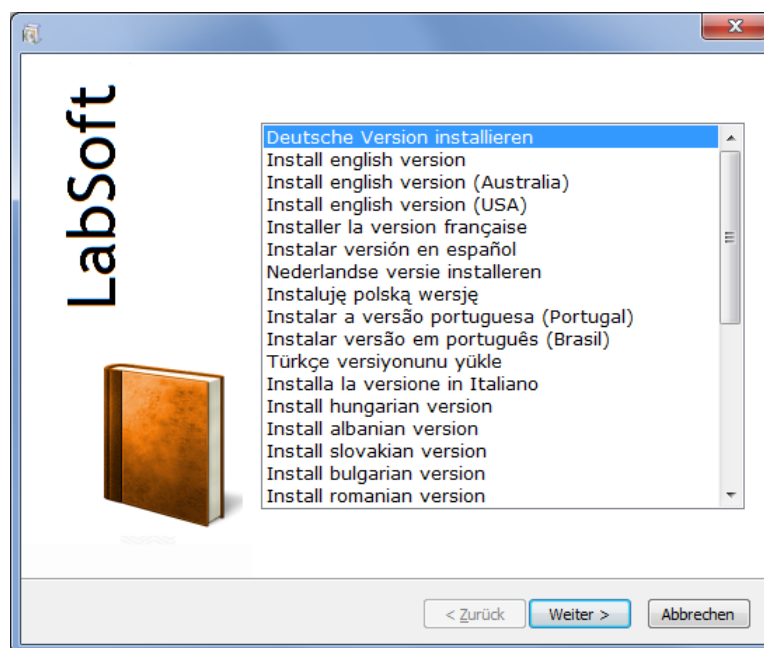 LabSoft
Deutsche Version installieren
Install english version
Install english version (Australia)
Install english version (USA)
Installer la version française
Instalar versión en español
Nederlandse versie installeren
Instaluję polską wersję
Instalar a versão portuguesa (Portugal)
Instalar versão em português (Brasil)
Türkçe versiyonunu yükle
Installa la versione in Italiano
Install hungarian version
Install albanian version
Install slovakian version
Install bulgarian version
Install romanian version
< Zurück Weiter > Abbrechen